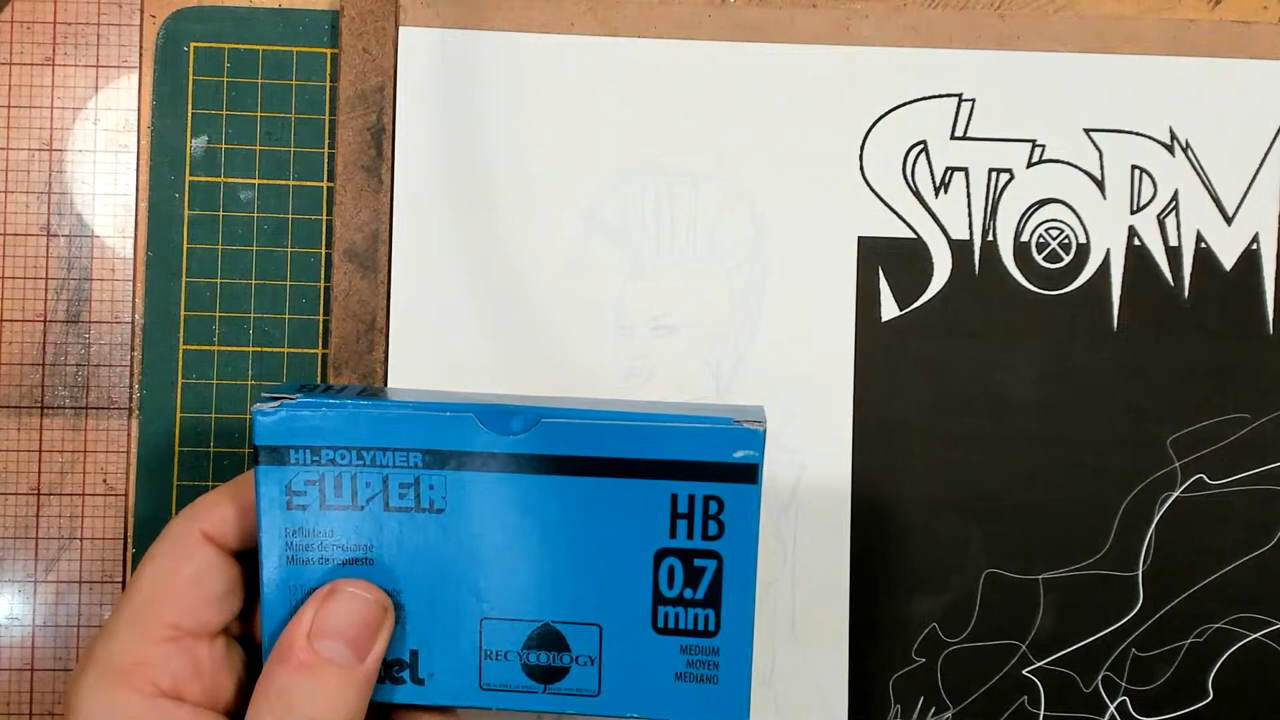 STORM
HI-POLYMER
SUPER
HB
0.7
mm
Refill lead
Mines de recharge
Minas de repuesto
12
RECYCOLOGY
MEDIUM
MOYEN
MEDIANO